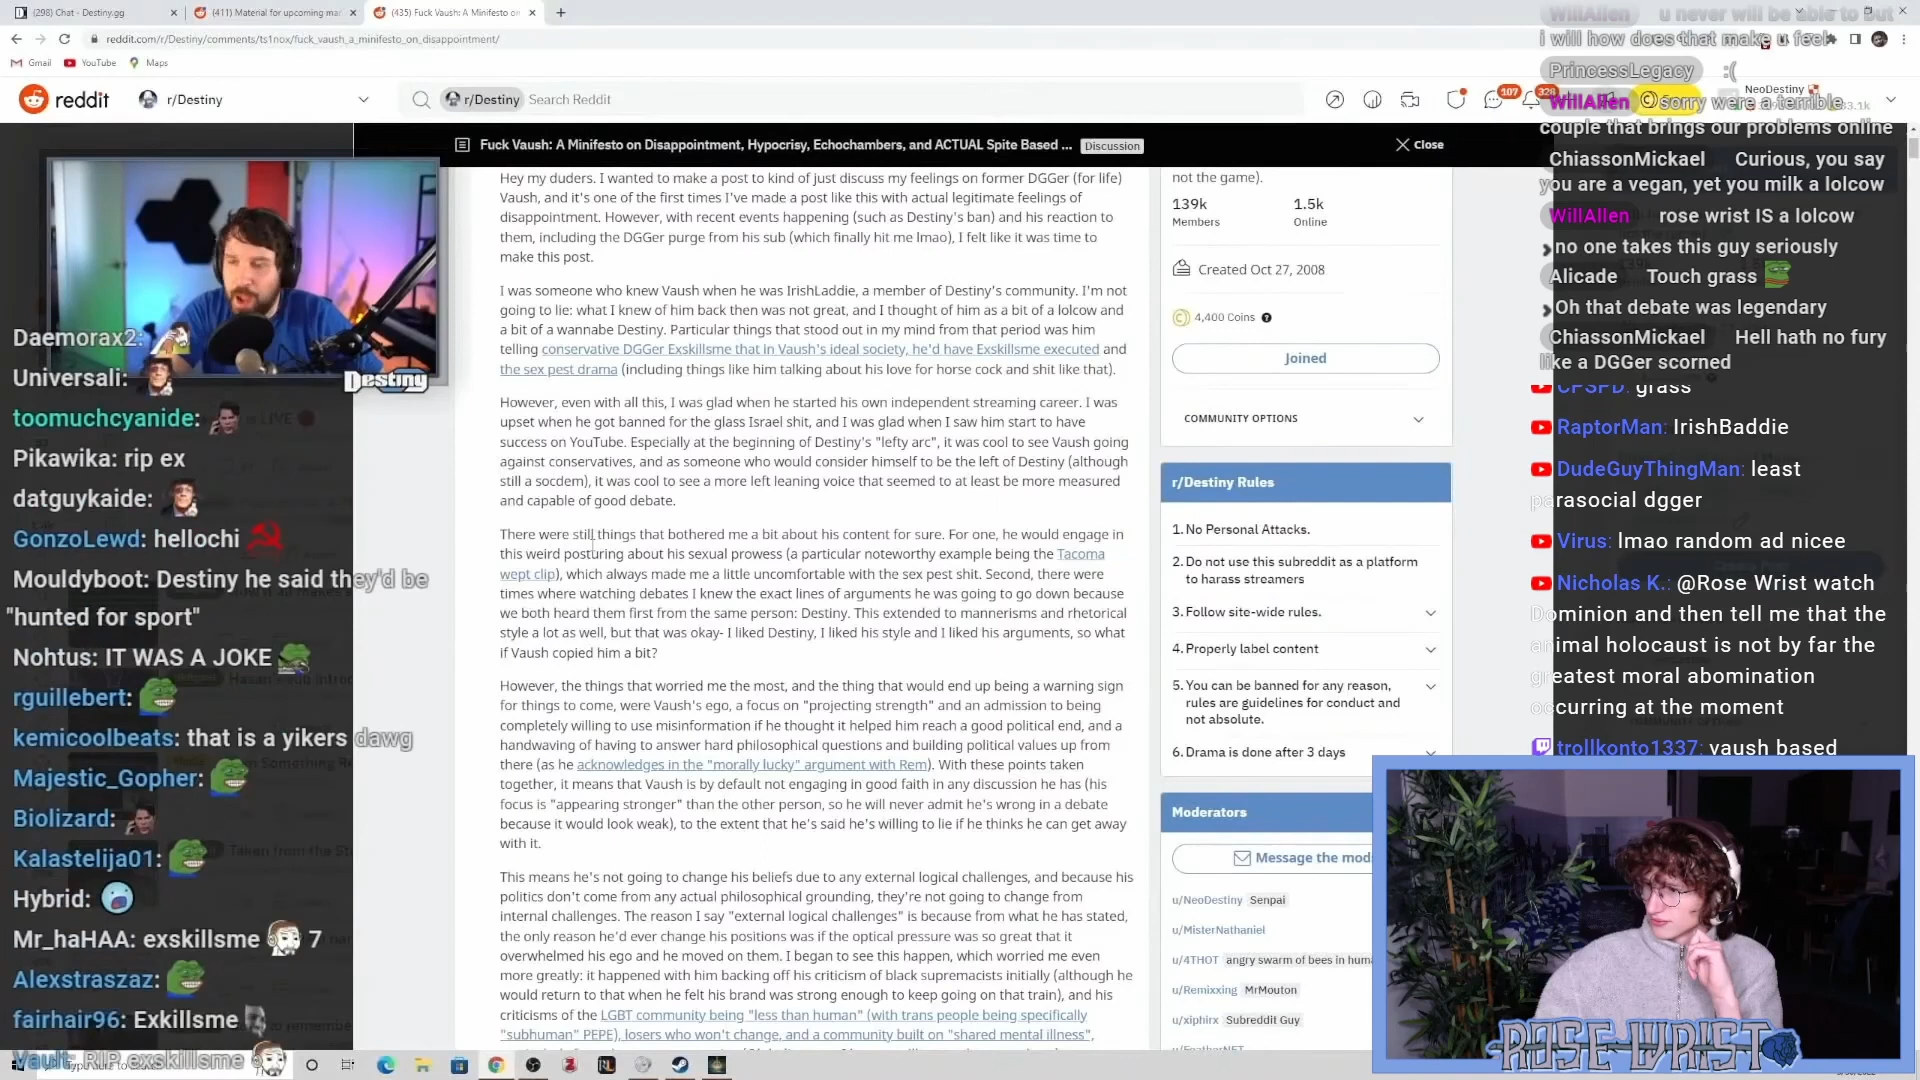 (298) Chat - Destiny.gg
(411) Material for upcoming ma
(435) Fuck Vaush: A Manifesto on
reddit.com/r/Destiny/comments/ts1nox/fuck_vaush_a_manifesto_on_disappointment/
Gmail
YouTube
Maps
reddit
r/Destiny
r/Destiny
Search Reddit
107
328
NeoDestiny
Fuck Vaush: A Manifesto on Disappointment, Hypocrisy, Echochambers, and ACTUAL Spite Based ...
Discussion
Close
Hey my duders. I wanted to make a post to kind of just discuss my feelings on former DGGer (for life)
Vaush, and it's one of the first times I've made a post like this with actual legitimate feelings of
disappointment. However, with recent events happening (such as Destiny's ban) and his reaction to
them, including the DGGer purge from his sub (which finally hit me lmao), I felt like it was time to
make this post.
I was someone who knew Vaush when he was IrishLaddie, a member of Destiny's community. I'm not
going to lie: what I knew of him back then was not great, and I thought of him as a bit of a lolcow and
a bit of a wannabe Destiny. Particular things that stood out in my mind from that period was him
telling conservative DGGer Exskillsme that in Vaush's ideal society, he'd have Exskillsme executed and
the sex pest drama (including things like him talking about his love for horse cock and shit like that).
However, even with all this, I was glad when he started his own independent streaming career. I was
upset when he got banned for the glass Israel shit, and I was glad when I saw him start to have
success on YouTube. Especially at the beginning of Destiny's "lefty arc", it was cool to see Vaush going
against conservatives, and as someone who would consider himself to be the left of Destiny (although
still a socdem), it was cool to see a more left leaning voice that seemed to at least be more measured
and capable of good debate.
There were still things that bothered me a bit about his content for sure. For one, he would engage in
this weird posturing about his sexual prowess (a particular noteworthy example being the Tacoma
wept clip), which always made me a little uncomfortable with the sex pest shit. Second, there were
times where watching debates I knew the exact lines of arguments he was going to go down because
we both heard them first from the same person: Destiny. This extended to mannerisms and rhetorical
style a lot as well, but that was okay- I liked Destiny, I liked his style and I liked his arguments, so what
if Vaush copied him a bit?
However, the things that worried me the most, and the thing that would end up being a warning sign
for things to come, were Vaush's ego, a focus on "projecting strength" and an admission to being
completely willing to use misinformation if he thought it helped him reach a good political end, and a
handwaving of having to answer hard philosophical questions and building political values up from
there (as he acknowledges in the "morally lucky" argument with Rem). With these points taken
together, it means that Vaush is by default not engaging in good faith in any discussion he has (his
focus is "appearing stronger" than the other person, so he will never admit he's wrong in a debate
because it would look weak), to the extent that he's said he's willing to lie if he thinks he can get away
with it.
This means he's not going to change his beliefs due to any external logical challenges, and because his
politics don't come from any actual philosophical grounding, they're not going to change from
internal challenges. The reason I say "external logical challenges" is because from what he has stated,
the only reason he'd ever change his positions was if the optical pressure was so great that it
overwhelmed his ego and he moved on them. I began to see this happen, which worried me even
more greatly: it happened with him backing off his criticism of black supremacists initially (although he
would return to that when he felt his brand was strong enough to keep going on that train), and his
criticisms of the LGBT community being "less than human" (with trans people being specifically
"subhuman" PEPE), losers who won't change, and a community built on "shared mental illness",
not the game).
139k
1.5k
Members
Online
Created Oct 27, 2008
4,400 Coins
Joined
COMMUNITY OPTIONS
r/Destiny Rules
1. No Personal Attacks.
2. Do not use this subreddit as a platform
to harass streamers
3. Follow site-wide rules.
4. Properly label content
5. You can be banned for any reason,
rules are guidelines for conduct and
not absolute.
6. Drama is done after 3 days
Moderators
Message the mod
u/NeoDestiny Senpai
u/MisterNathaniel
u/4THOT angry swarm of bees in huma
u/Remixxing MrMouton
u/xiphirx Subreddit Guy
Destiny
Daemorax2:
Universali:
toomuchcyanide:
Pikawika: rip ex
datguykaide:
GonzoLewd: hellochi
Mouldyboot: Destiny he said they'd be
"hunted for sport"
Nohtus: IT WAS A JOKE
rguillebert:
kemicoolbeats: that is a yikers dawg
Majestic_Gopher:
Biolizard:
Kalastelija01:
Hybrid:
Mr_haHAA: exskillsme 7
Alexstraszaz:
fairhair96: Exkillsme
Vault: RIP exskillsme
WillAllen u never will be able to but
i will how does that make u feel
PrincessLegacy :(
WillAllen sorry were a terrible
couple that brings our problems online
ChiassonMickael Curious, you say
you are a vegan, yet you milk a lolcow
WillAllen rose wrist IS a lolcow
no one takes this guy seriously
Alicade Touch grass
Oh that debate was legendary
ChiassonMickael Hell hath no fury
like a DGGer scorned
CPSPD: grass
RaptorMan: IrishBaddie
DudeGuyThingMan: least
parasocial dgger
Virus: lmao random ad nicee
Nicholas K.: @Rose Wrist watch
Dominion and then tell me that the
animal holocaust is not by far the
greatest moral abomination
occurring at the moment
trollkonto1337: vaush based
ROSE WRIST